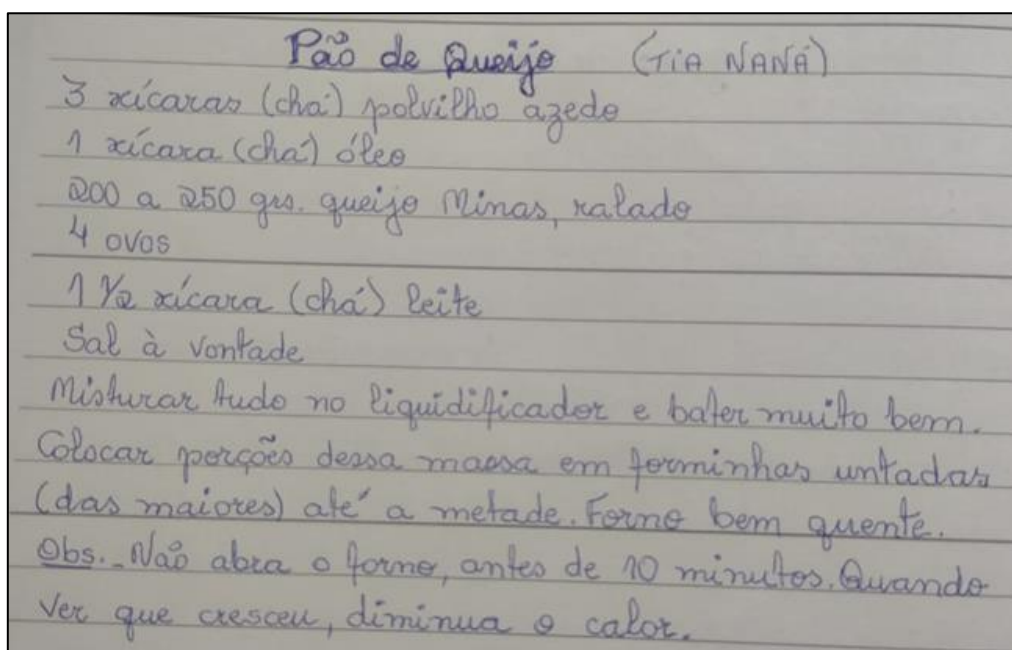 Pão de Queijo (TIA NANÁ)
3 xícaras (chá) polvilho azedo
1 xícara (chá) óleo
200 a 250 grs. queijo Minas, ralado
4 ovos
1 1/2 xícara (chá) leite
Sal à vontade
Misturar tudo no liquidificador e bater muito bem.
Colocar porções dessa massa em forminhas untadas
(das maiores) até a metade. Forno bem quente.
Obs. Não abra o forno, antes de 10 minutos. Quando
ver que cresceu, diminua o calor.